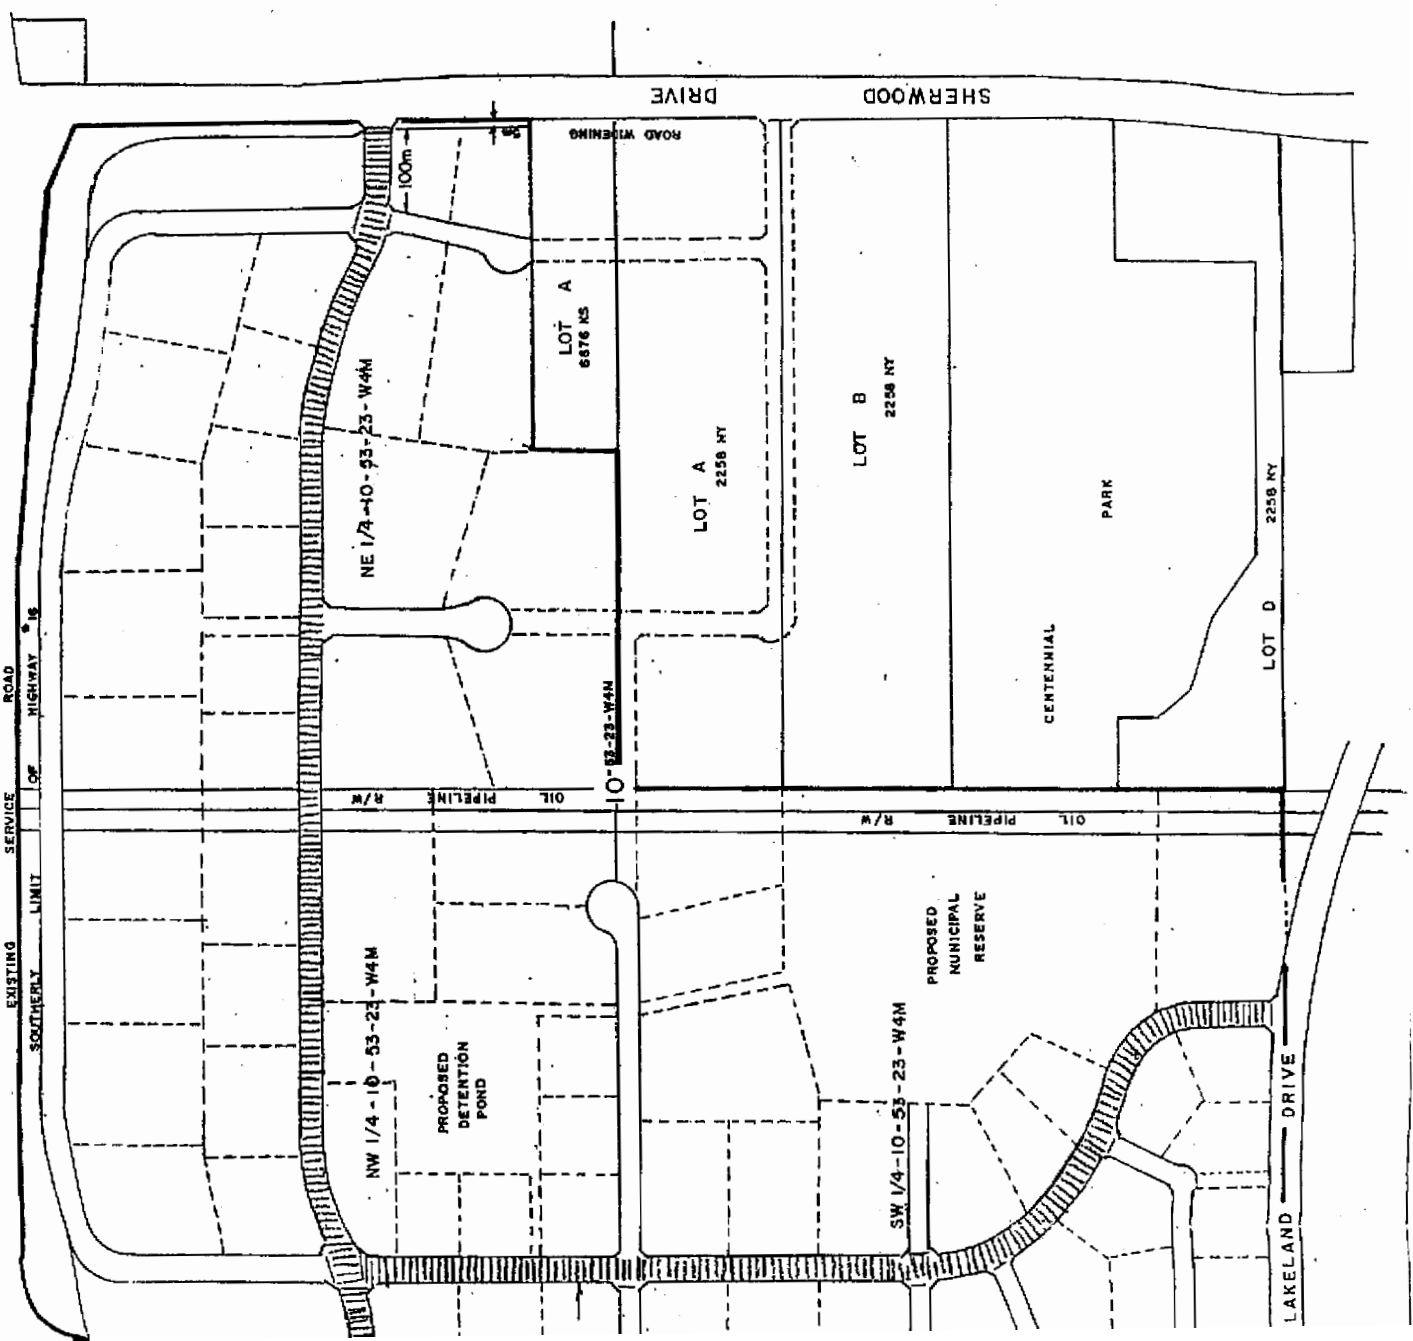 SHERWOOD DRIVE
ROAD WIDENING
100m
LOT A
6676 KS
NE 1/4-10-53-23-W4M
LOT A
2258 NY
LOT B
2258 NY
PARK
CENTENNIAL
LOT D
2258 NY
EXISTING SERVICE ROAD
SOUTHERLY LIMIT OF HIGHWAY # 16
10-53-23-W4M
OIL PIPELINE R/W
OIL PIPELINE R/W
PROPOSED
MUNICIPAL
RESERVE
NW 1/4-10-53-23-W4M
PROPOSED
DETENTION
POND
SW 1/4-10-53-23-W4M
LAKELAND DRIVE